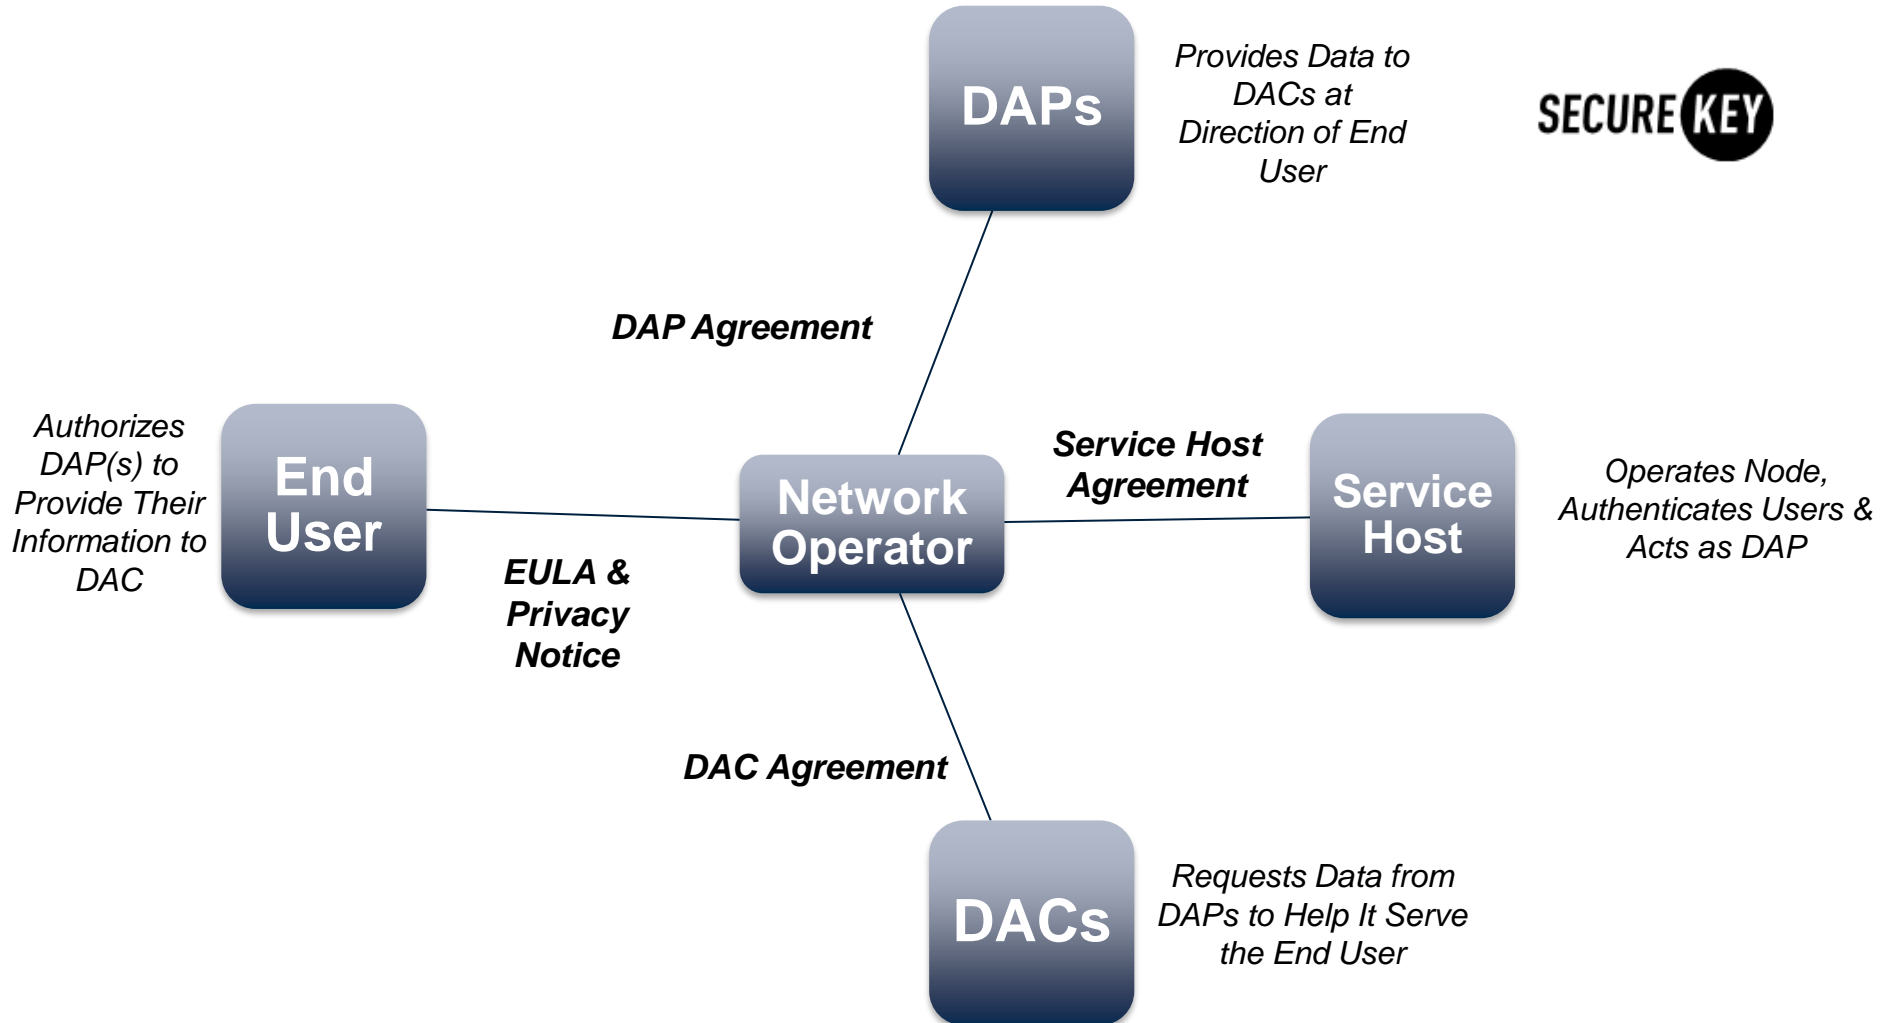 DAPs
Provides Data to
DACs at
Direction of End
User
SECURE KEY
DAP Agreement
Authorizes
DAP(s) to
Provide Their
Information to
DAC
End
User
EULA &
Privacy
Notice
Network
Operator
Service Host
Agreement
Service
Host
Operates Node,
Authenticates Users &
Acts as DAP
DAC Agreement
DACs
Requests Data from
DAPs to Help It Serve
the End User